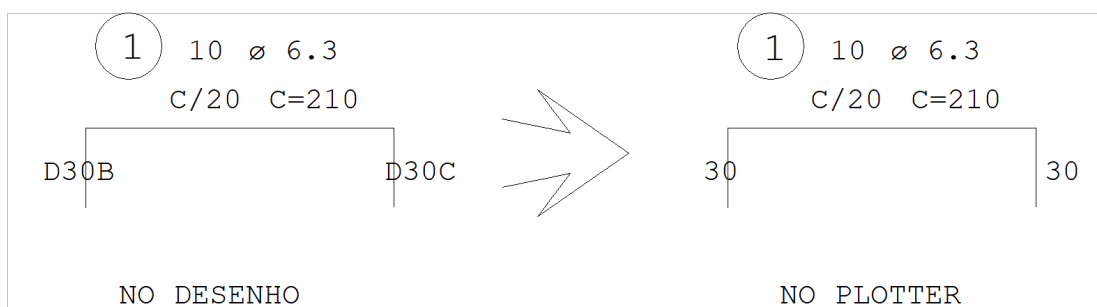 1 10 ø 6.3
C/20 C=210
D30B D30C
NO DESENHO
1 10 ø 6.3
C/20 C=210
30 30
NO PLOTTER